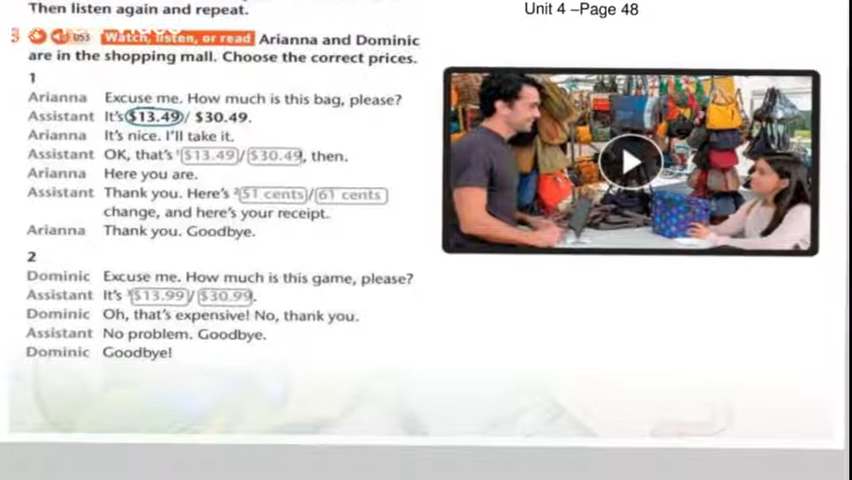 Then listen again and repeat.
Unit 4 –Page 48
053 Watch, listen, or read Arianna and Dominic
are in the shopping mall. Choose the correct prices.
1
Arianna Excuse me. How much is this bag, please?
Assistant It's $13.49 / $30.49.
Arianna It's nice. I'll take it.
Assistant OK, that's ¹$13.49/$30.49, then.
Arianna Here you are.
Assistant Thank you. Here's ²51 cents/61 cents
change, and here's your receipt.
Arianna Thank you. Goodbye.
2
Dominic Excuse me. How much is this game, please?
Assistant It's ³$13.99/$30.99.
Dominic Oh, that's expensive! No, thank you.
Assistant No problem. Goodbye.
Dominic Goodbye!